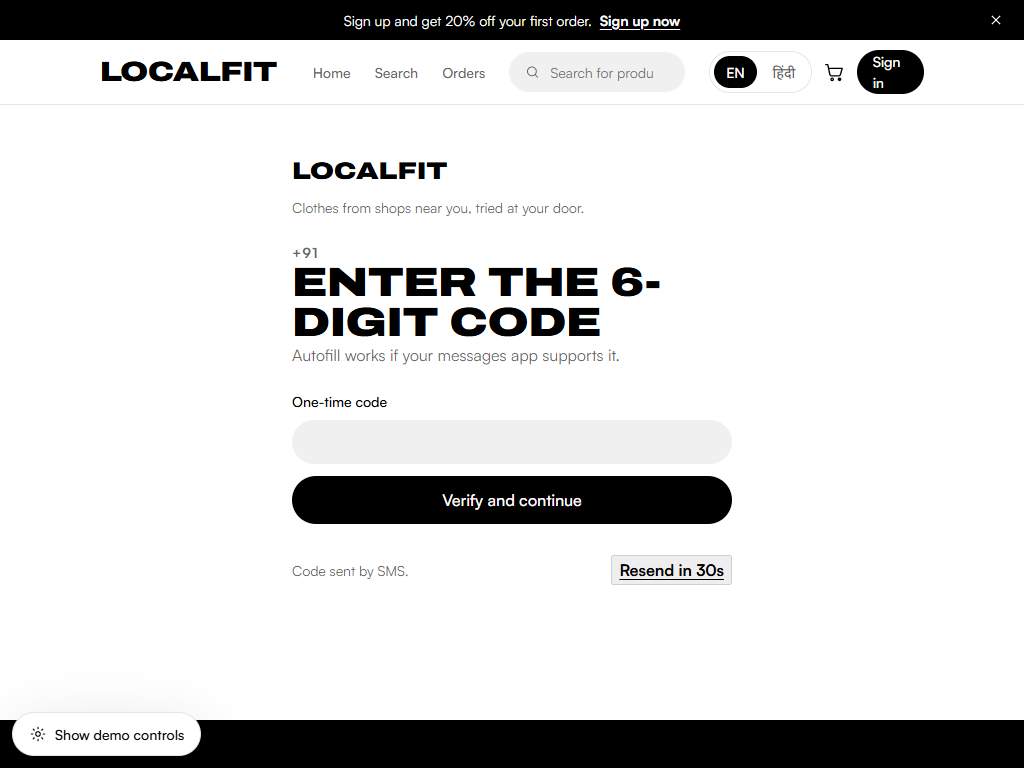 Sign up and get 20% off your first order. Sign up now
LOCALFIT
Home
Search
Orders
Search for produ
EN
हिंदी
Sign
in
LOCALFIT
Clothes from shops near you, tried at your door.
+91
ENTER THE 6-
DIGIT CODE
Autofill works if your messages app supports it.
One-time code
Verify and continue
Code sent by SMS.
Resend in 30s
Show demo controls